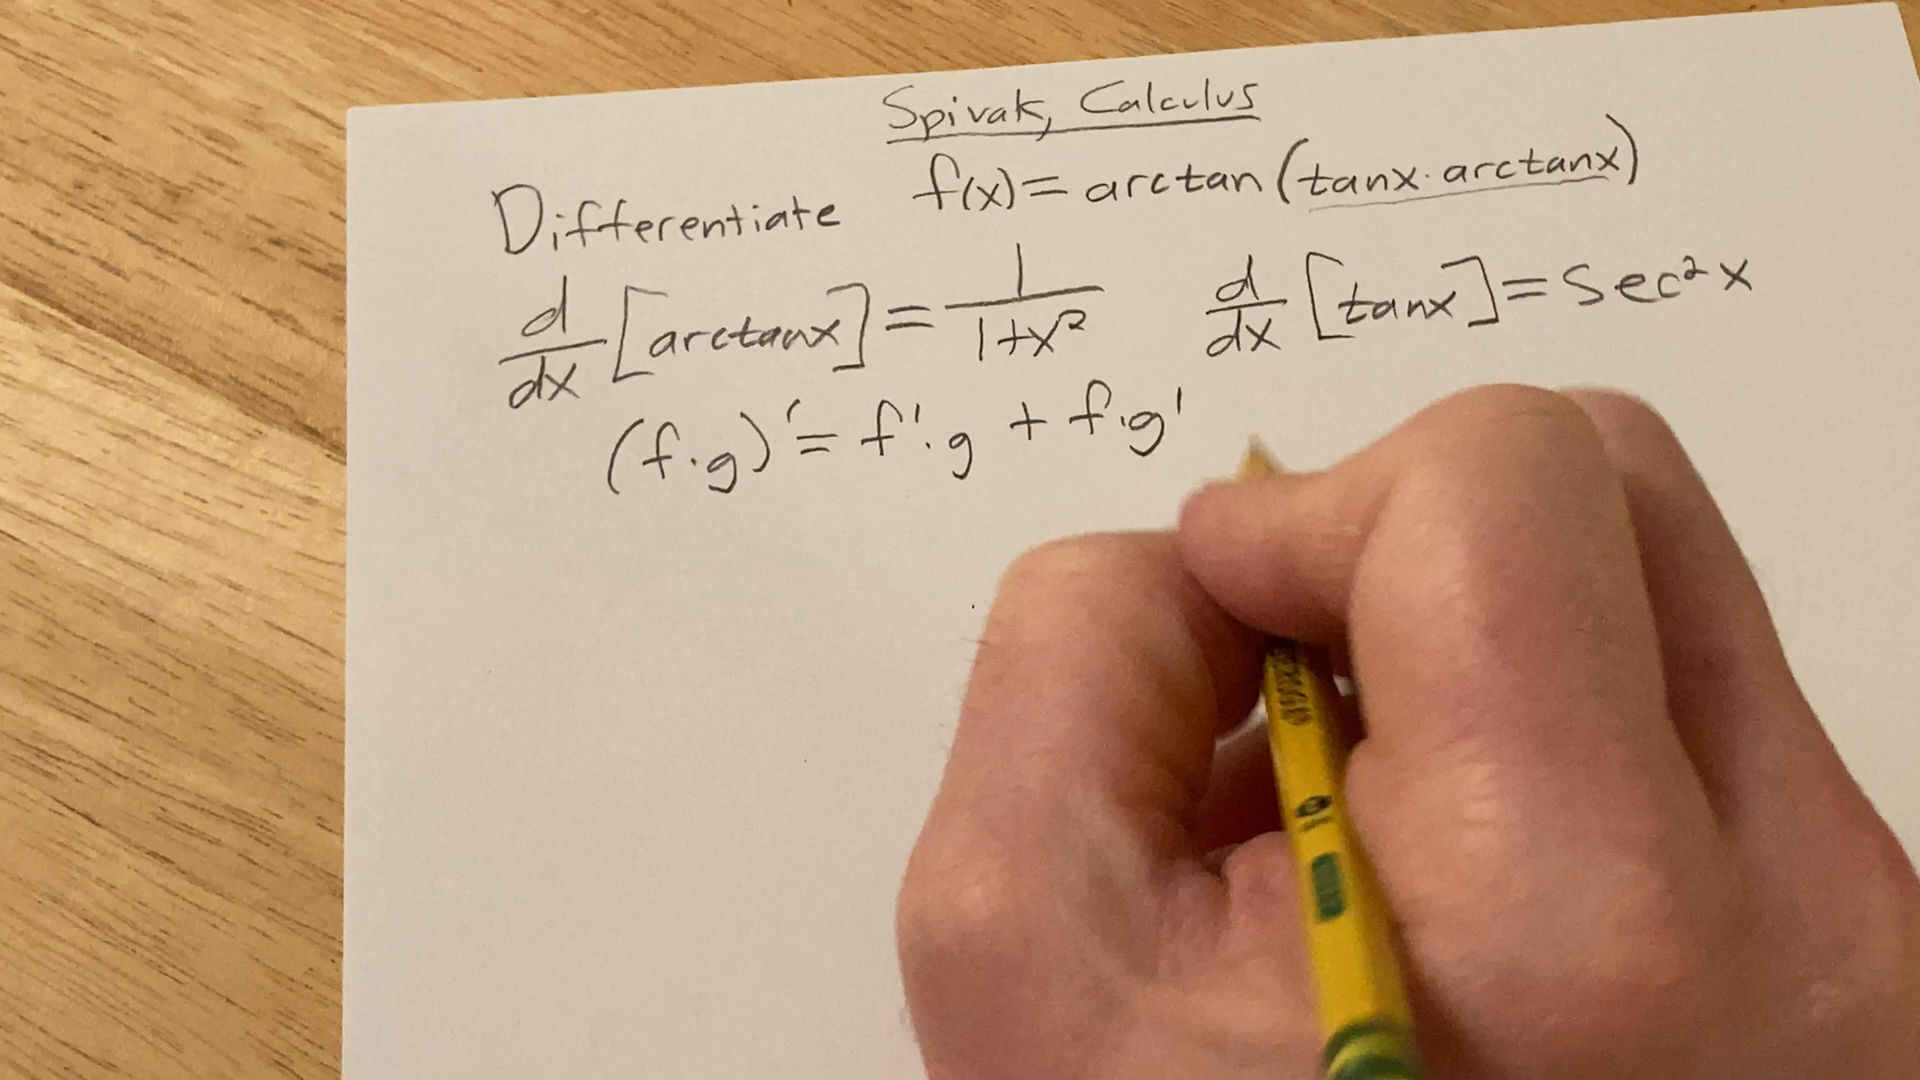 Spivak, Calculus
Differentiate f(x) = arctan (tanx · arctanx)
d/dx [arctanx] = 1/1+x² d/dx [tanx] = Sec²x
(f·g)' = f'·g + f·g'